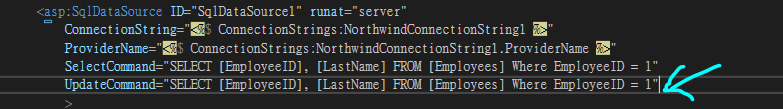 <asp:SqlDataSource ID="SqlDataSource1" runat="server"
ConnectionString="<%$ ConnectionStrings:NorthwindConnectionString1 %>"
ProviderName="<%$ ConnectionStrings:NorthwindConnectionString1.ProviderName %>"
SelectCommand="SELECT [EmployeeID], [LastName] FROM [Employees] Where EmployeeID = 1"
UpdateCommand="SELECT [EmployeeID], [LastName] FROM [Employees] Where EmployeeID = 1"
>